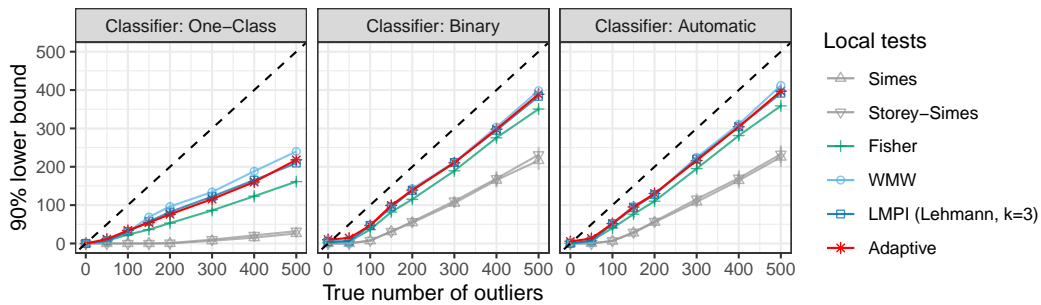 Classifier: One−Class
Classifier: Binary
Classifier: Automatic
90% lower bound
500
400
300
200
100
0
0 100 200 300 400 500
0 100 200 300 400 500
0 100 200 300 400 500
True number of outliers
Local tests
Simes
Storey−Simes
Fisher
WMW
LMPI (Lehmann, k=3)
Adaptive